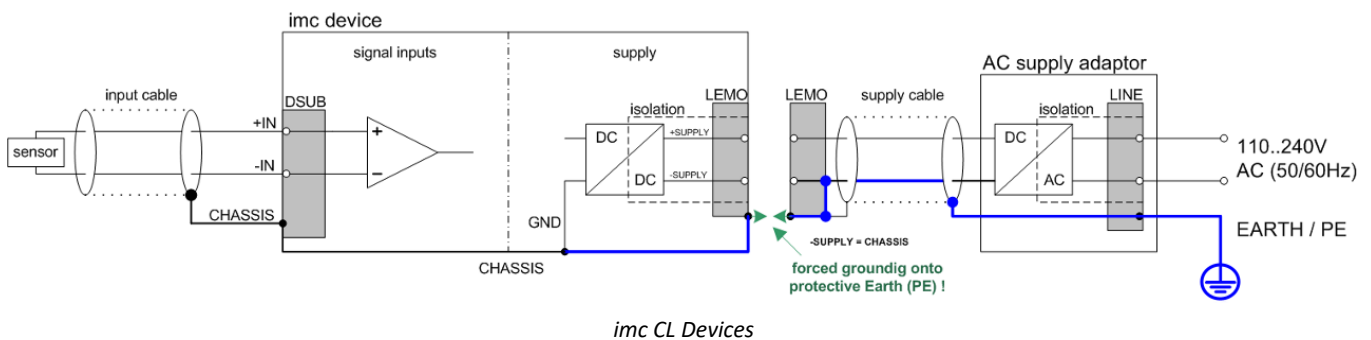 imc device
signal inputs
supply
AC supply adaptor
input cable
DSUB
isolation
LEMO
LEMO
supply cable
isolation
LINE
+IN
+
DC
+SUPPLY
DC
110..240V
AC (50/60Hz)
sensor
-IN
–
DC
-SUPPLY
AC
CHASSIS
GND
EARTH / PE
CHASSIS
-SUPPLY = CHASSIS
forced groundig onto
protective Earth (PE) !
imc CL Devices